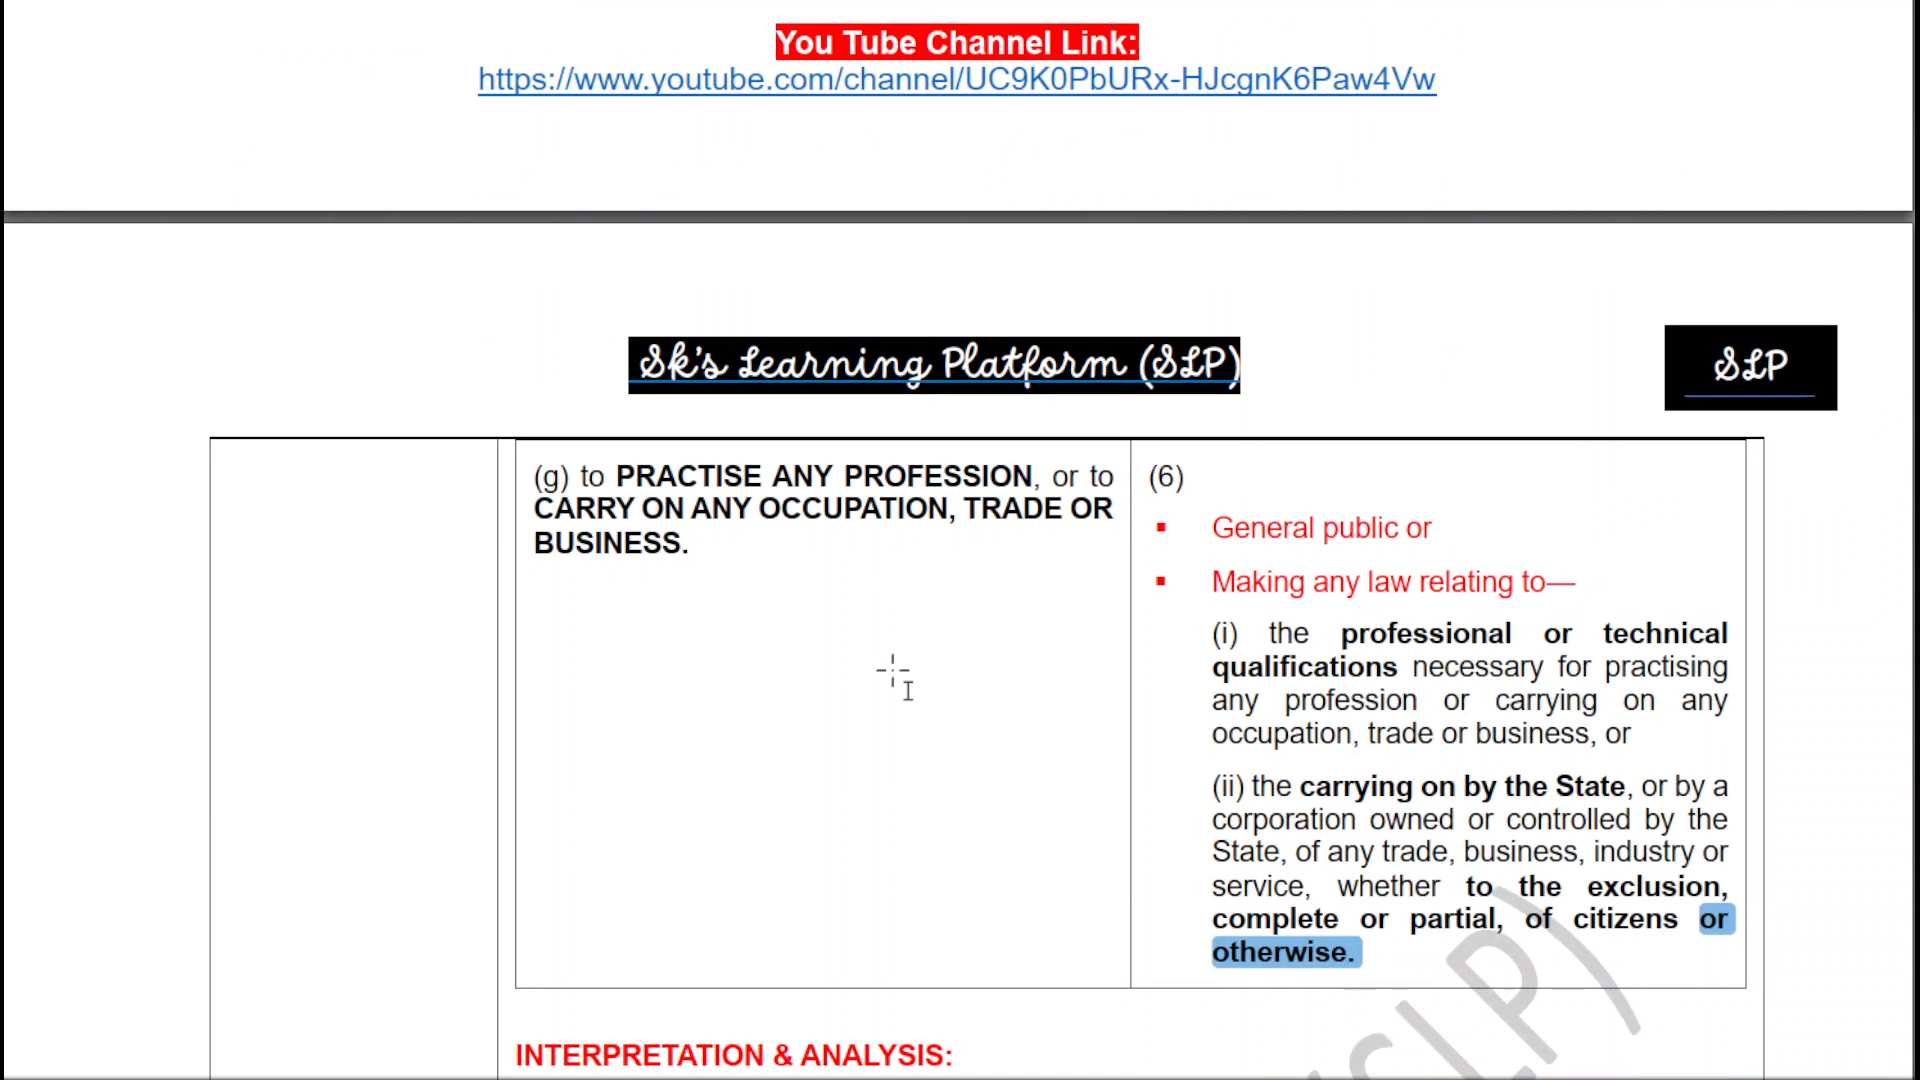 You Tube Channel Link:
https://www.youtube.com/channel/UC9K0PbURx-HJcgnK6Paw4Vw
Sk's Learning Platform (SLP)
SLP
(g) to PRACTISE ANY PROFESSION, or to
CARRY ON ANY OCCUPATION, TRADE OR
BUSINESS.
(6)
▪ General public or
▪ Making any law relating to—
(i) the professional or technical
qualifications necessary for practising
any profession or carrying on any
occupation, trade or business, or
(ii) the carrying on by the State, or by a
corporation owned or controlled by the
State, of any trade, business, industry or
service, whether to the exclusion,
complete or partial, of citizens or
otherwise.
INTERPRETATION & ANALYSIS:
SLP)